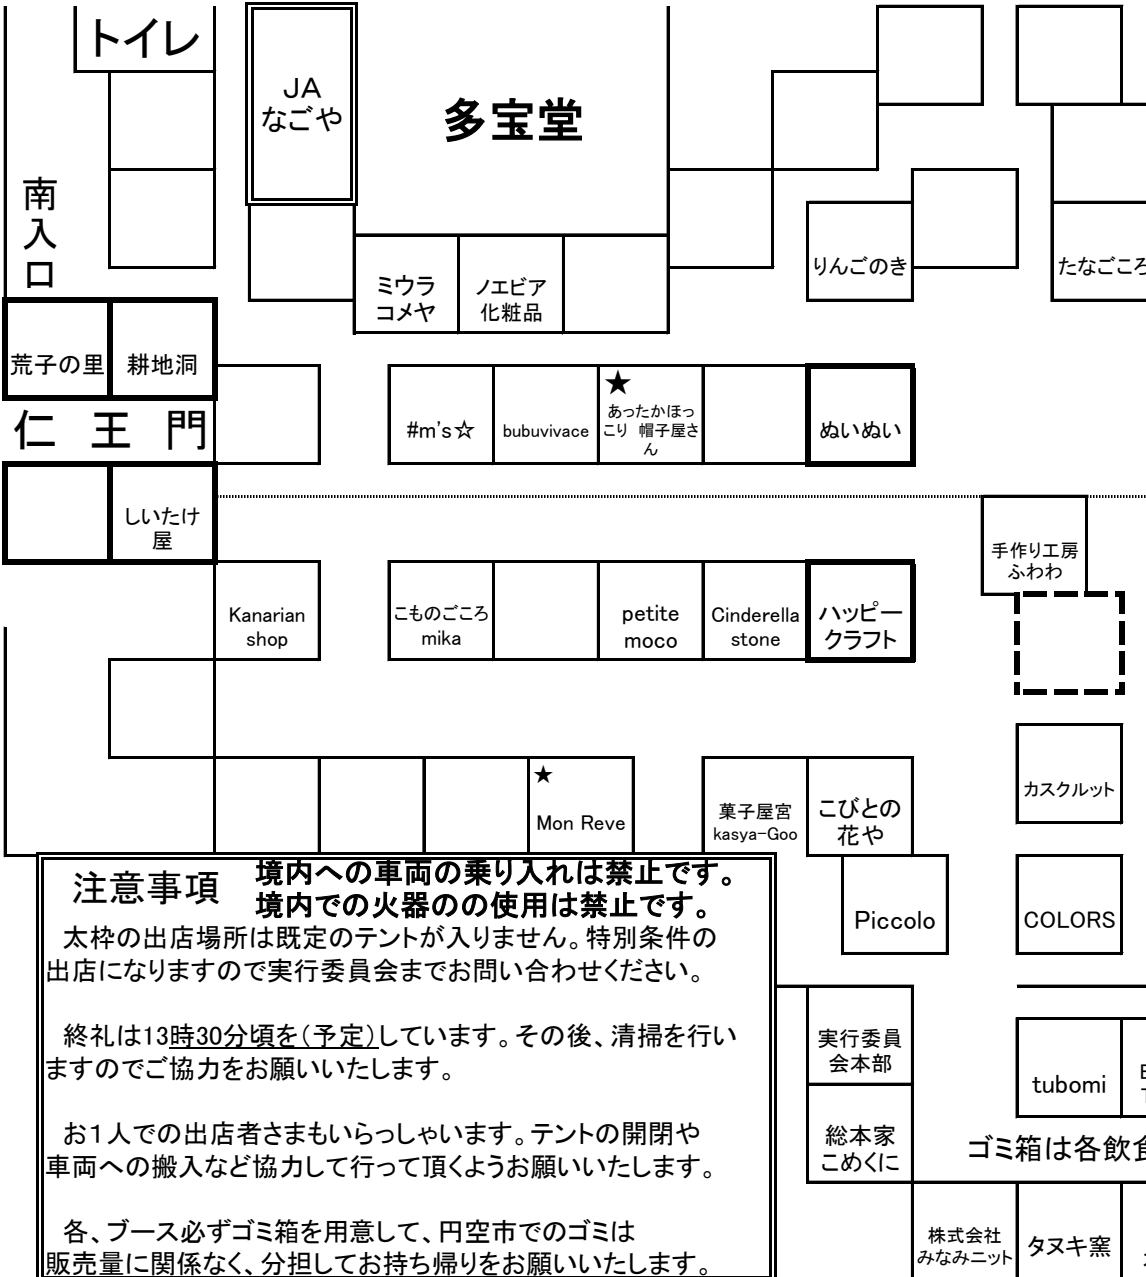 トイレ
JA
なごや
多宝堂
南
入
口
りんごのき
たなごころ
ミウラ
コメヤ
ノエビア
化粧品
荒子の里
耕地洞
仁 王 門
#m's☆
bubuvivace
★
あったかほっ
こり 帽子屋さ
ん
ぬいぬい
しいたけ
屋
手作り工房
ふわわ
Kanarian
shop
こものごころ
mika
petite
moco
Cinderella
stone
ハッピー
クラフト
カスクルット
★
Mon Reve
菓子屋宮
kasya-Goo
こびとの
花や
Piccolo
COLORS
注意事項
境内への車両の乗り入れは禁止です。
境内での火器のの使用は禁止です。
太枠の出店場所は既定のテントが入りません。特別条件の
出店になりますので実行委員会までお問い合わせください。
終礼は13時30分頃を(予定)しています。その後、清掃を行い
ますのでご協力をお願いいたします。
お1人での出店者さまもいらっしゃいます。テントの開閉や
車両への搬入など協力して行って頂くようお願いいたします。
各、ブース必ずゴミ箱を用意して、円空市でのゴミは
販売量に関係なく、分担してお持ち帰りをお願いいたします。
実行委員
会本部
tubomi
総本家
こめくに
ゴミ箱は各飲
株式会社
みなみニット
タヌキ窯